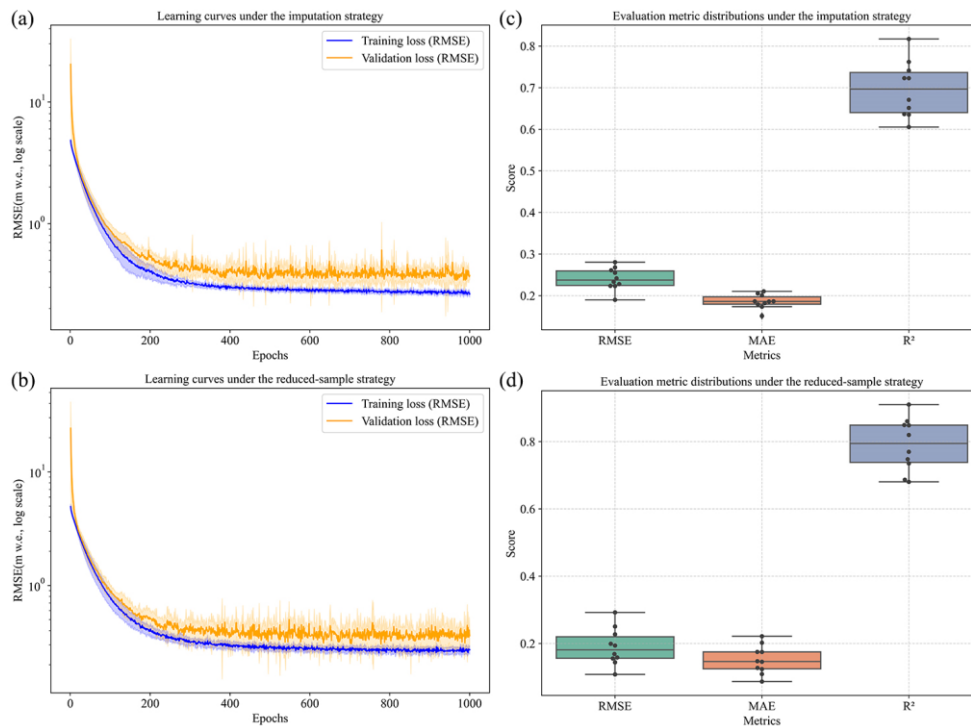 (a)
Learning curves under the imputation strategy
Training loss (RMSE)
Validation loss (RMSE)
RMSE(m w.e., log scale)
10¹
10⁰
0
200
400
600
800
1000
Epochs
(c)
Evaluation metric distributions under the imputation strategy
Score
0.8
0.7
0.6
0.5
0.4
0.3
0.2
RMSE
MAE
R²
Metrics
(b)
Learning curves under the reduced-sample strategy
Training loss (RMSE)
Validation loss (RMSE)
RMSE(m w.e., log scale)
10¹
10⁰
0
200
400
600
800
1000
Epochs
(d)
Evaluation metric distributions under the reduced-sample strategy
Score
0.8
0.6
0.4
0.2
RMSE
MAE
R²
Metrics